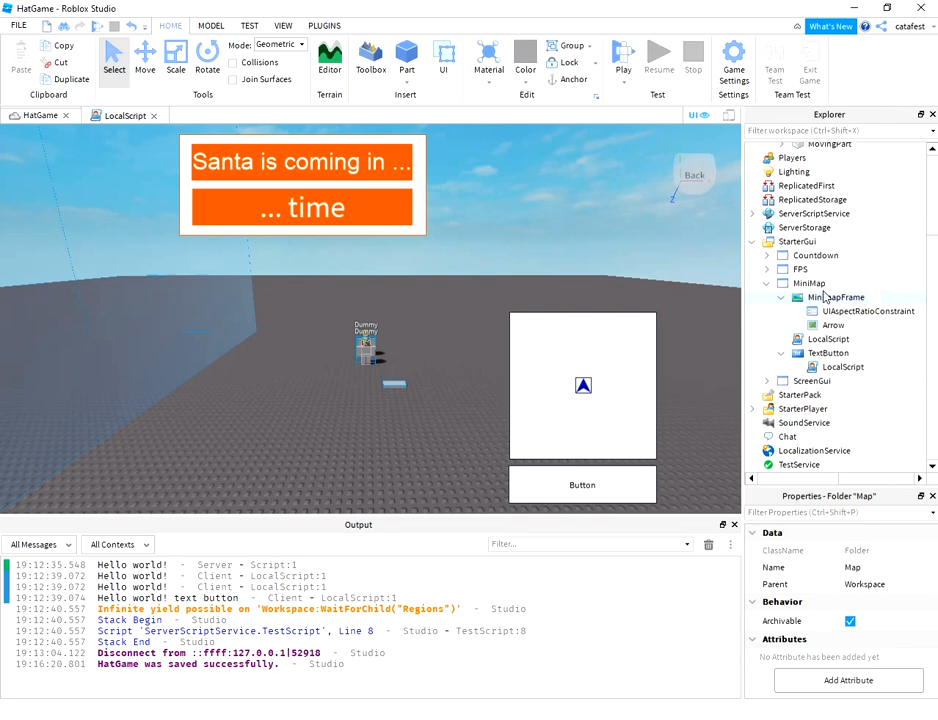 HatGame - Roblox Studio
FILE
HOME
MODEL
TEST
VIEW
PLUGINS
What's New
catafest
Paste
Copy
Cut
Duplicate
Clipboard
Select
Move
Scale
Rotate
Mode: Geometric
Collisions
Join Surfaces
Tools
Editor
Terrain
Toolbox
Part
UI
Insert
Material
Color
Group
Lock
Anchor
Edit
Play
Resume
Stop
Test
Game
Settings
Settings
Team
Test
Exit
Game
Team Test
HatGame
LocalScript
UI
Santa is coming in ...
... time
Back
Z
Dummy
Dummy
Button
Explorer
Filter workspace (Ctrl+Shift+X)
MovingPart
Players
Lighting
ReplicatedFirst
ReplicatedStorage
ServerScriptService
ServerStorage
StarterGui
Countdown
FPS
MiniMap
MinimapFrame
UIAspectRatioConstraint
Arrow
LocalScript
TextButton
LocalScript
ScreenGui
StarterPack
StarterPlayer
SoundService
Chat
LocalizationService
TestService
Output
All Messages
All Contexts
Filter...
19:12:35.548 Hello world! - Server - Script:1
19:12:39.072 Hello world! - Client - LocalScript:1
19:12:39.072 Hello world! - Client - LocalScript:1
19:12:39.074 Hello world! text button - Client - LocalScript:1
19:12:40.557 Infinite yield possible on 'Workspace:WaitForChild("Regions")' - Studio
19:12:40.557 Stack Begin - Studio
19:12:40.557 Script 'ServerScriptService.TestScript', Line 8 - Studio - TestScript:8
19:12:40.557 Stack End - Studio
19:13:04.122 Disconnect from ::ffff:127.0.0.1|52918 - Studio
19:16:20.801 HatGame was saved successfully. - Studio
Properties - Folder "Map"
Filter Properties (Ctrl+Shift+P)
Data
ClassName Folder
Name Map
Parent Workspace
Behavior
Archivable
Attributes
No Attribute has been added yet
Add Attribute